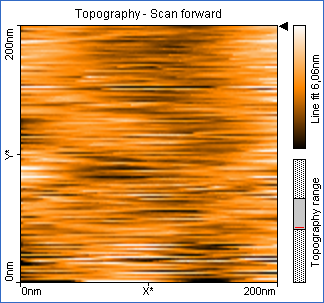 Topography - Scan forward
200nm
Y*
0nm
0nm
X*
200nm
Line fit 6,06nm
Topography range